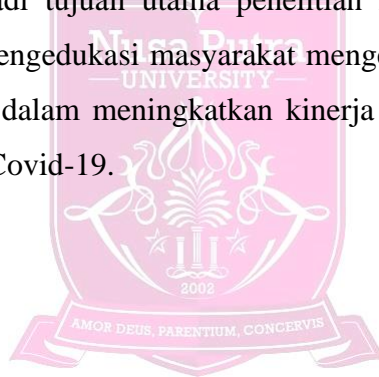 adi tujuan utama penelitian
Nusa Putra
engedukasi masyarakat menge
UNIVERSITY
dalam meningkatkan kinerja
Covid-19.
2002
AMOR DEUS, PARENTIUM, CONCERVIS